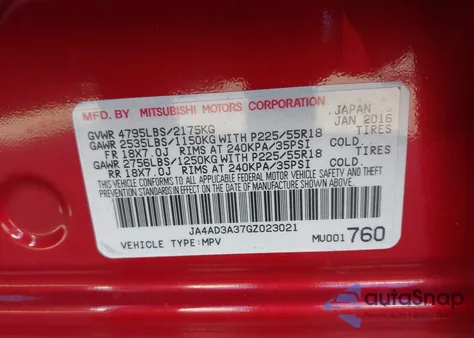 MFD. BY MITSUBISHI MOTORS CORPORATION JAPAN
GVWR 4795LBS/2175KG JAN 2016
GAWR 2535LBS/1150KG WITH P225/55R18 TIRES
FR 18X7.0J RIMS AT 240KPA/35PSI COLD.
GAWR 2756LBS/1250KG WITH P225/55R18 TIRES
RR 18X7.0J RIMS AT 240KPA/35PSI COLD.
THIS VEHICLE CONFORMS TO ALL APPLICABLE FEDERAL MOTOR VEHICLE SAFETY, BUMPER, AND THEFT
PREVENTION STANDARDS IN EFFECT ON THE DATE OF MANUFACTURE SHOWN ABOVE.
JA4AD3A37GZ023021
VEHICLE TYPE:MPV MU001 760
autoSnap